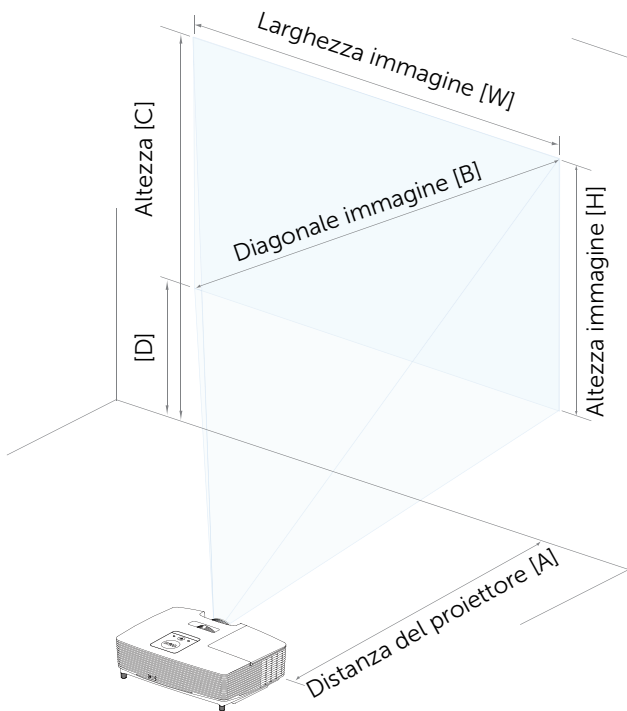 Larghezza immagine [W]
Altezza [C]
Diagonale immagine [B]
Altezza immagine [H]
[D]
Distanza del proiettore [A]